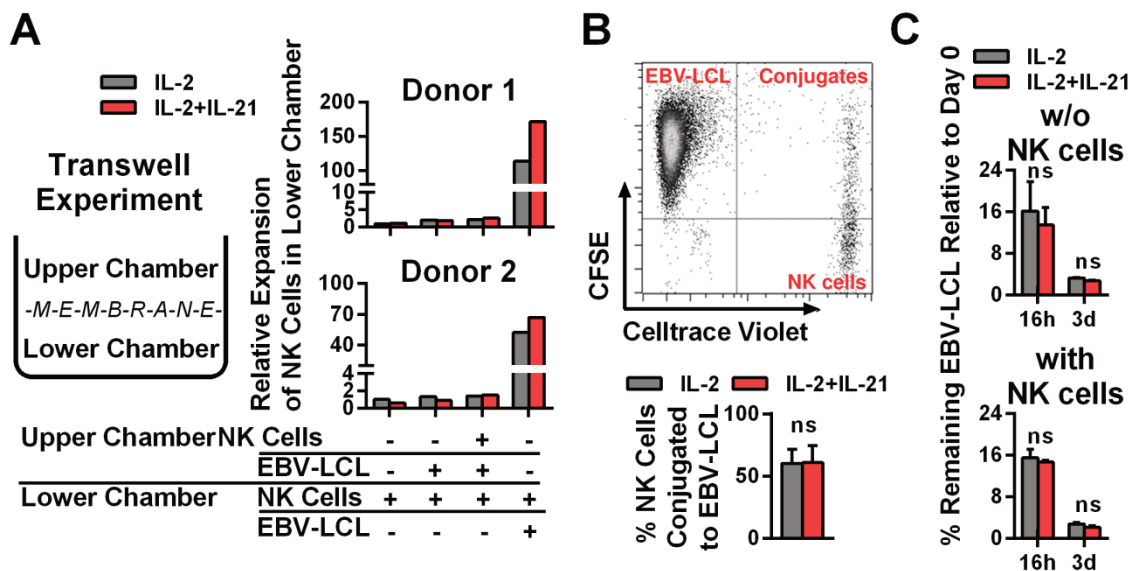 A
IL-2
IL-2+IL-21
Transwell
Experiment
Upper Chamber
-M-E-M-B-R-A-N-E-
Lower Chamber
Relative Expansion
of NK Cells in Lower Chamber
Donor 1
200
150
100
50
10
5
0
Donor 2
100
70
40
4
2
0
Upper Chamber NK Cells - - + -
EBV-LCL - + + -
Lower Chamber NK Cells + + + +
EBV-LCL - - - +
B
EBV-LCL
Conjugates
NK cells
CFSE
Celltrace Violet
IL-2
IL-2+IL-21
% NK Cells
Conjugated
to EBV-LCL
100
50
0
ns
C
IL-2
IL-2+IL-21
% Remaining EBV-LCL Relative to Day 0
w/o
NK cells
24
16
8
0
ns
ns
16h 3d
with
NK cells
24
16
8
0
ns
ns
16h 3d